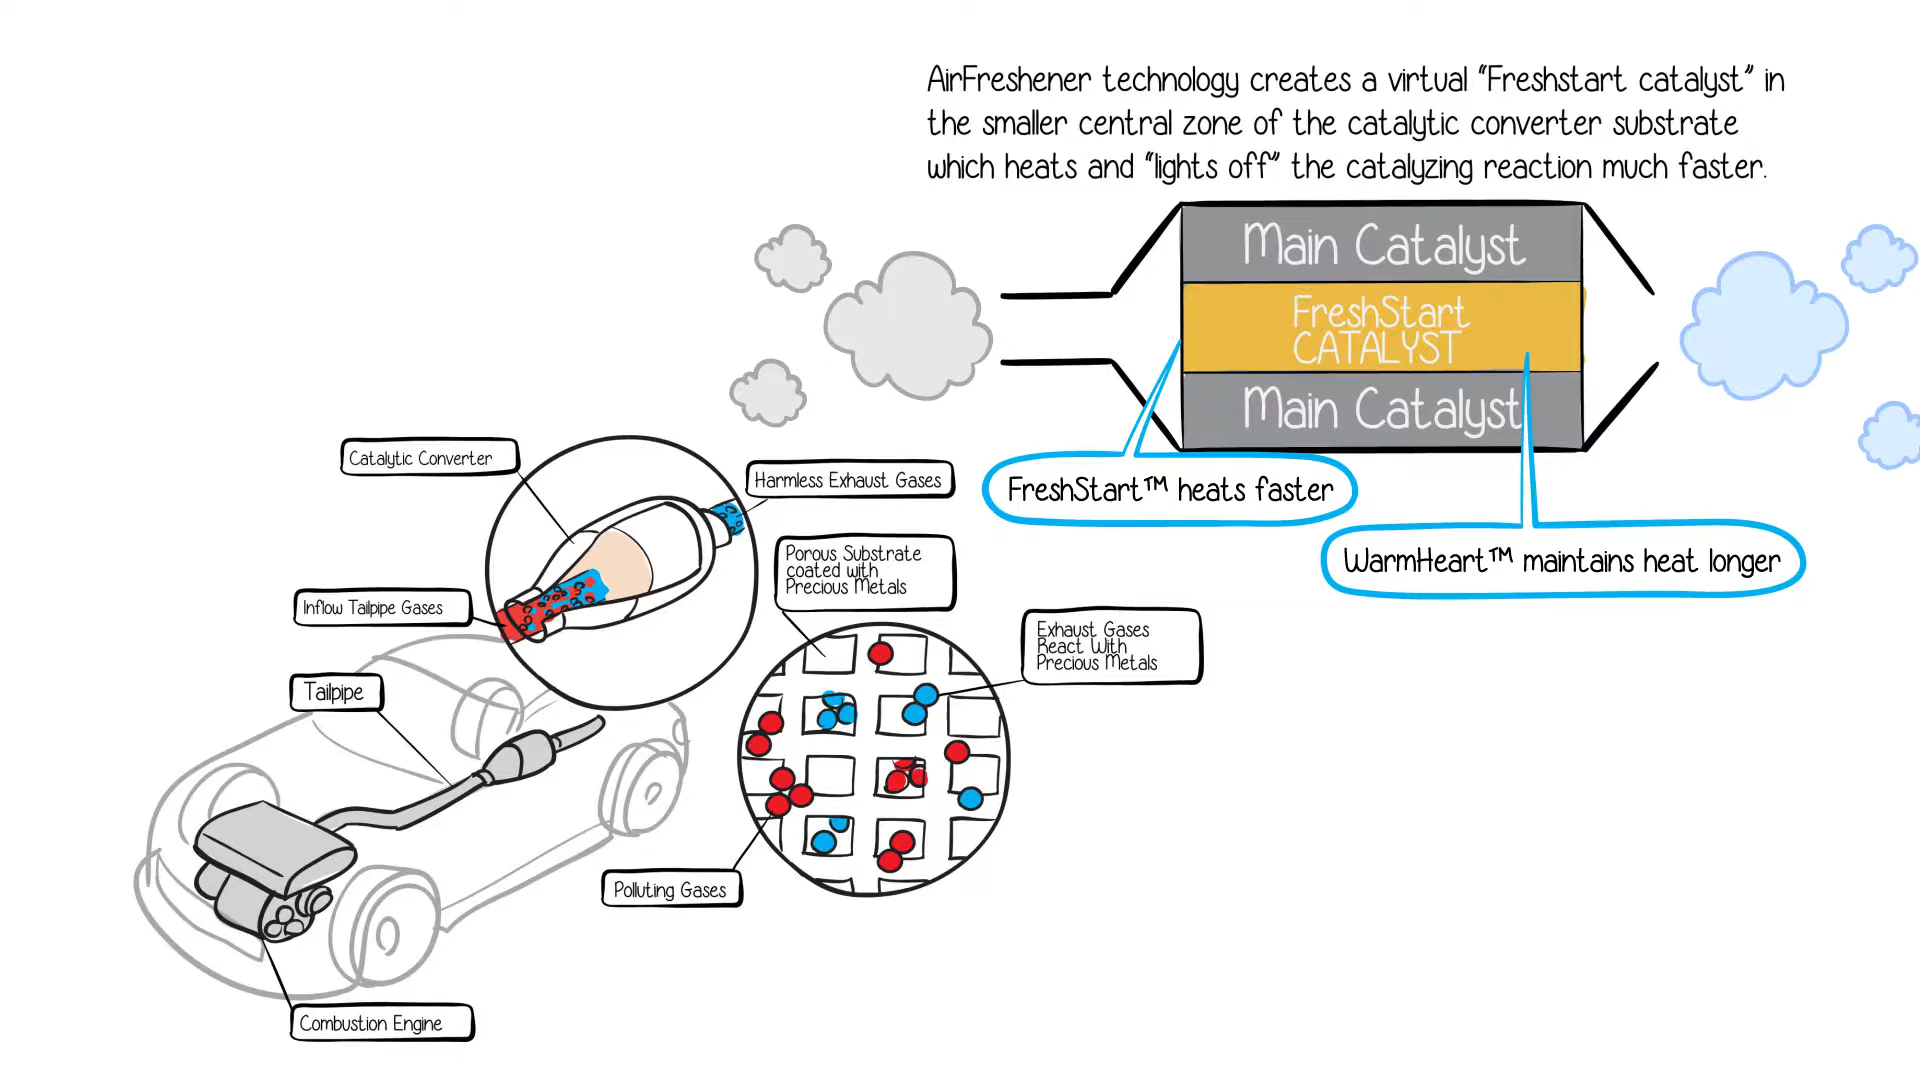 AirFreshener technology creates a virtual "Freshstart catalyst" in
the smaller central zone of the catalytic converter substrate
which heats and "lights off" the catalyzing reaction much faster.
Main Catalyst
FreshStart
CATALYST
Main Catalyst
FreshStart™ heats faster
WarmHeart™ maintains heat longer
Catalytic Converter
Harmless Exhaust Gases
Porous Substrate
coated with
Precious Metals
Inflow Tailpipe Gases
Exhaust Gases
React With
Precious Metals
Tailpipe
Polluting Gases
Combustion Engine